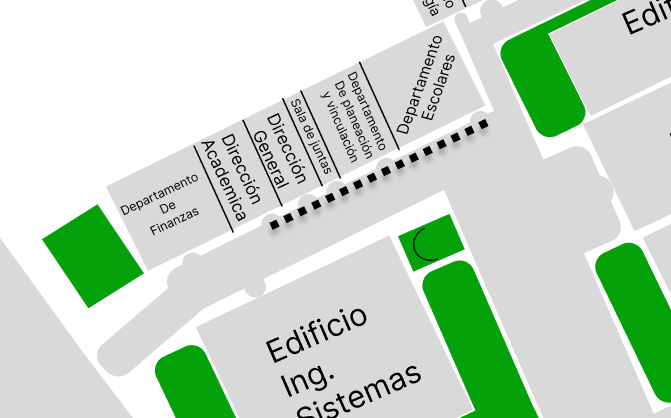 Departamento
De
Finanzas
Dirección
Academica
Dirección
General
Sala de juntas
Departamento
De planeación
y vinculación
Departamento
Escolares
Edificio
Ing.
Sistemas